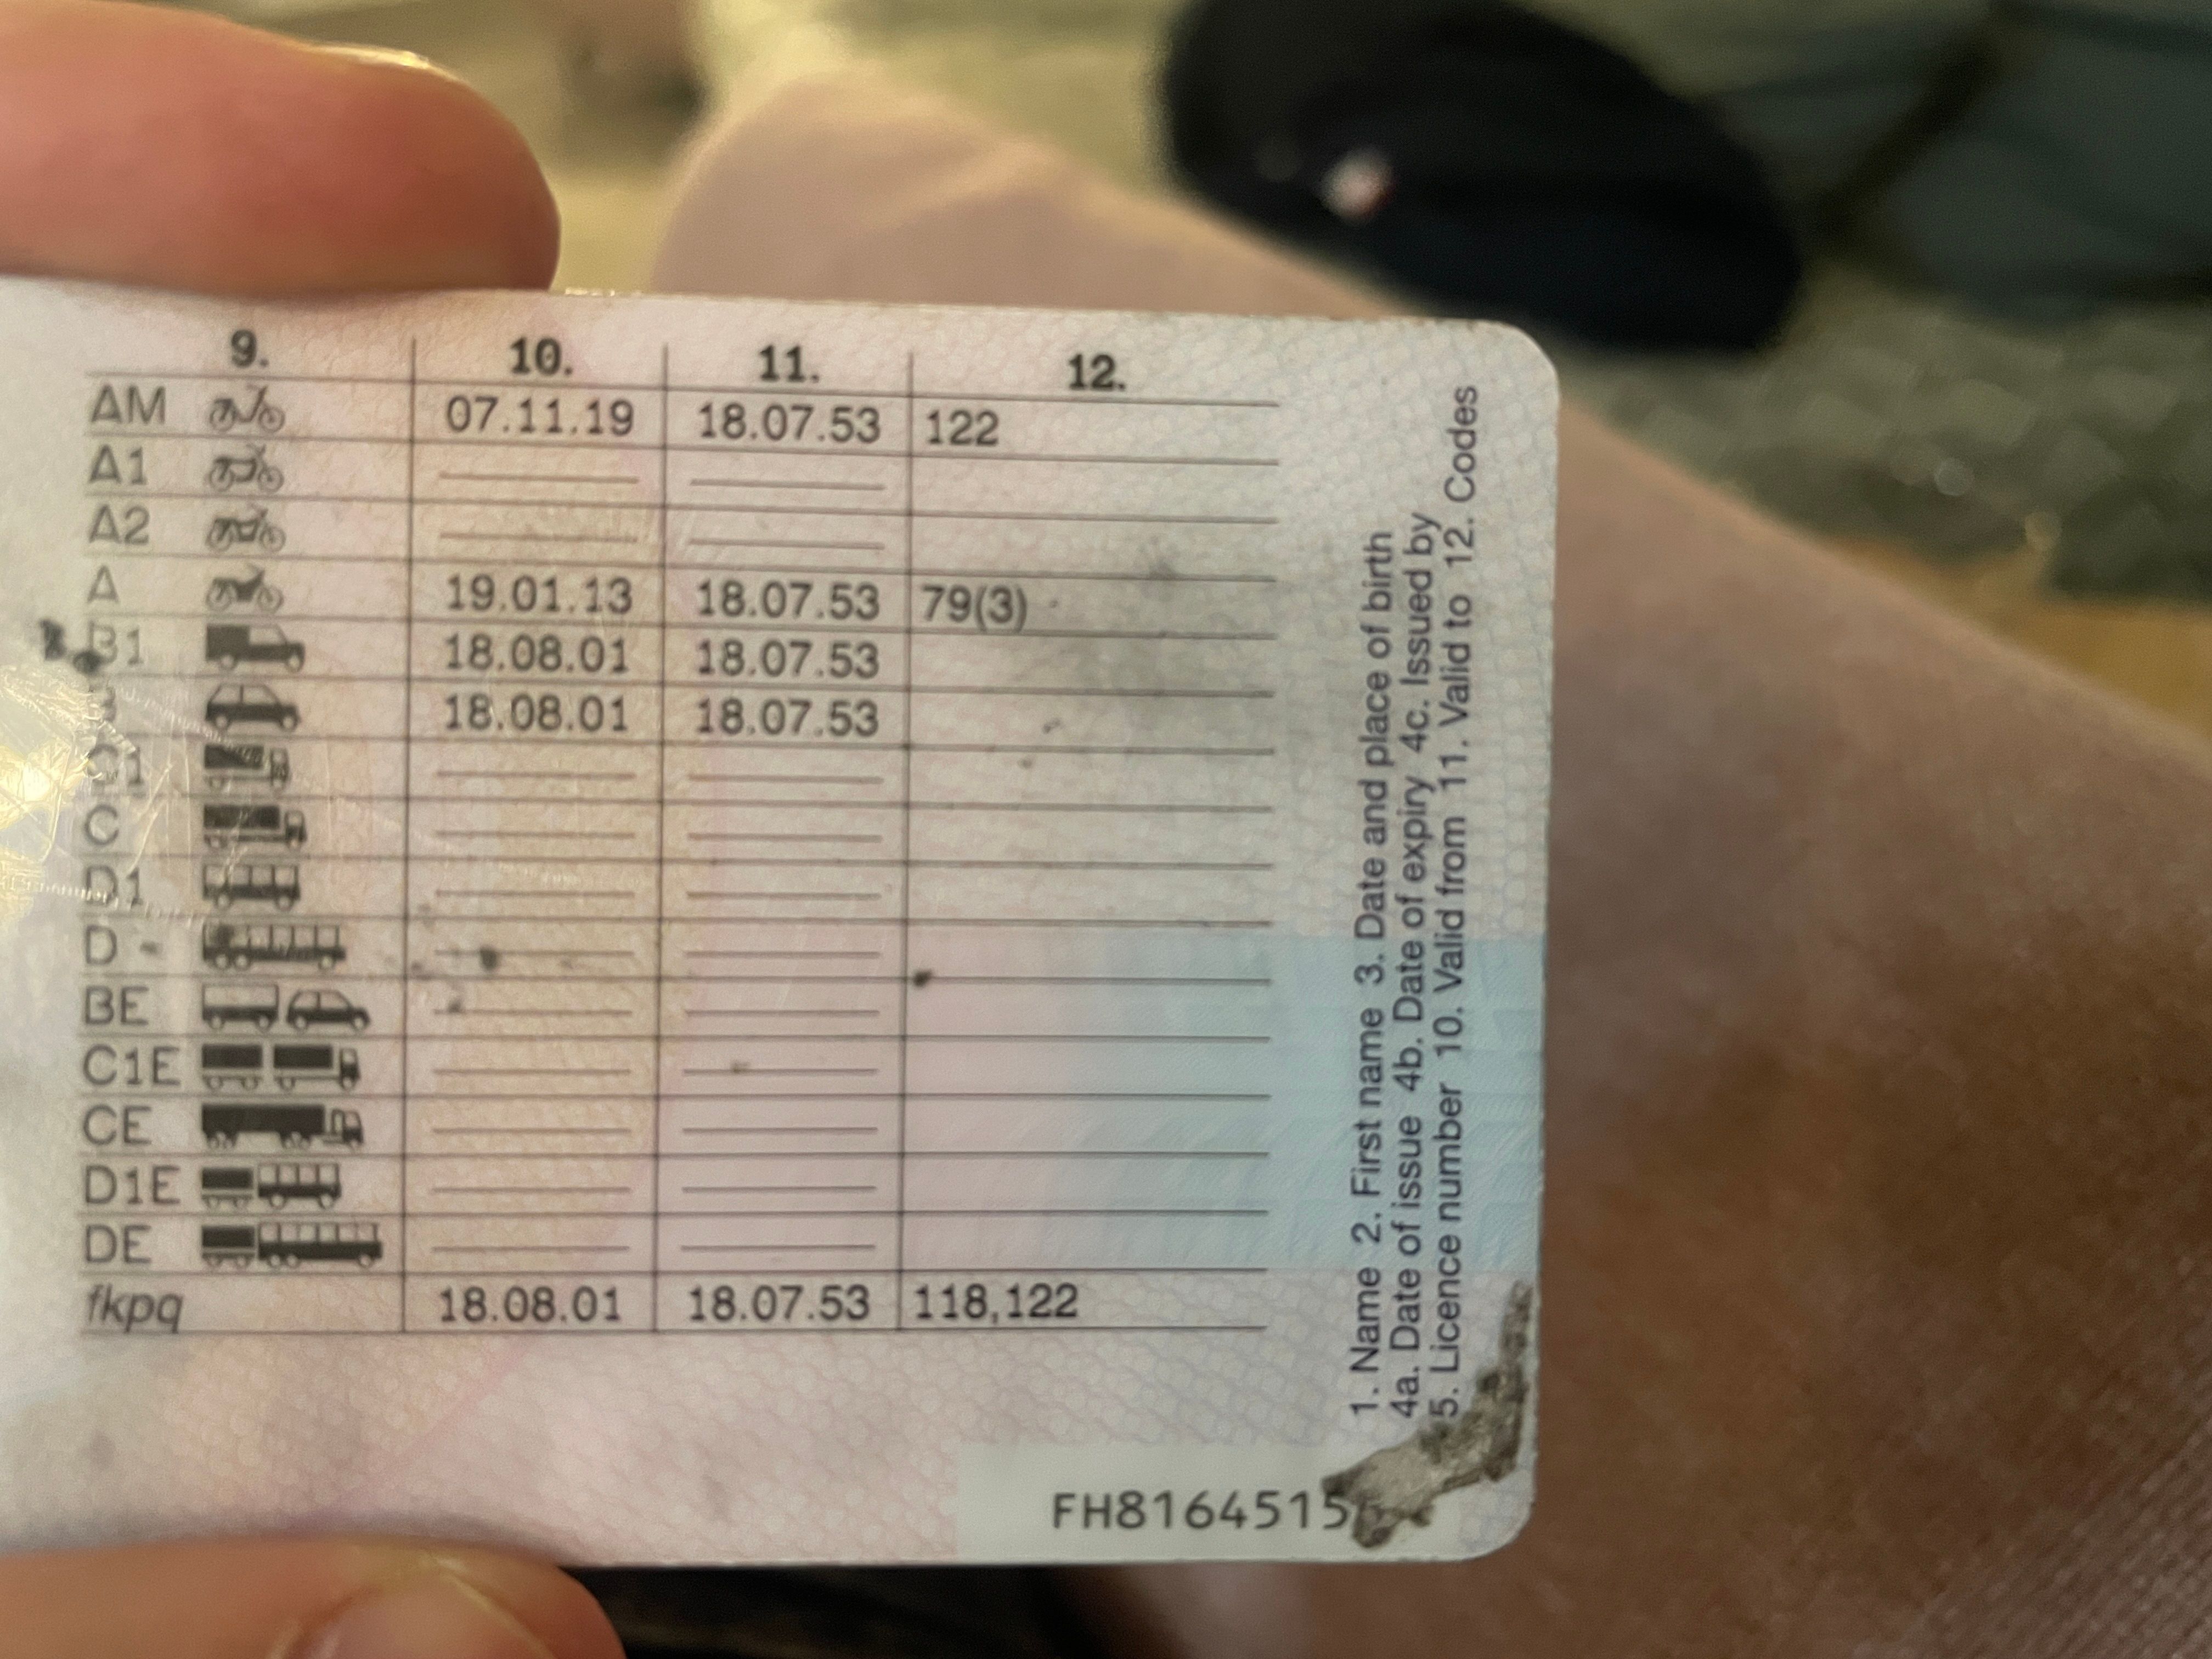 9. 10. 11. 12.
AM 07.11.19 18.07.53 122
A1
A2
A 19.01.13 18.07.53 79(3)
B1 18.08.01 18.07.53
18.08.01 18.07.53
C1
C
D1
D
BE
C1E
CE
D1E
DE
fkpq 18.08.01 18.07.53 118,122
1. Name 2. First name 3. Date and place of birth
4a. Date of issue 4b. Date of expiry 4c. Issued by
5. Licence number 10. Valid from 11. Valid to 12. Codes
FH8164515